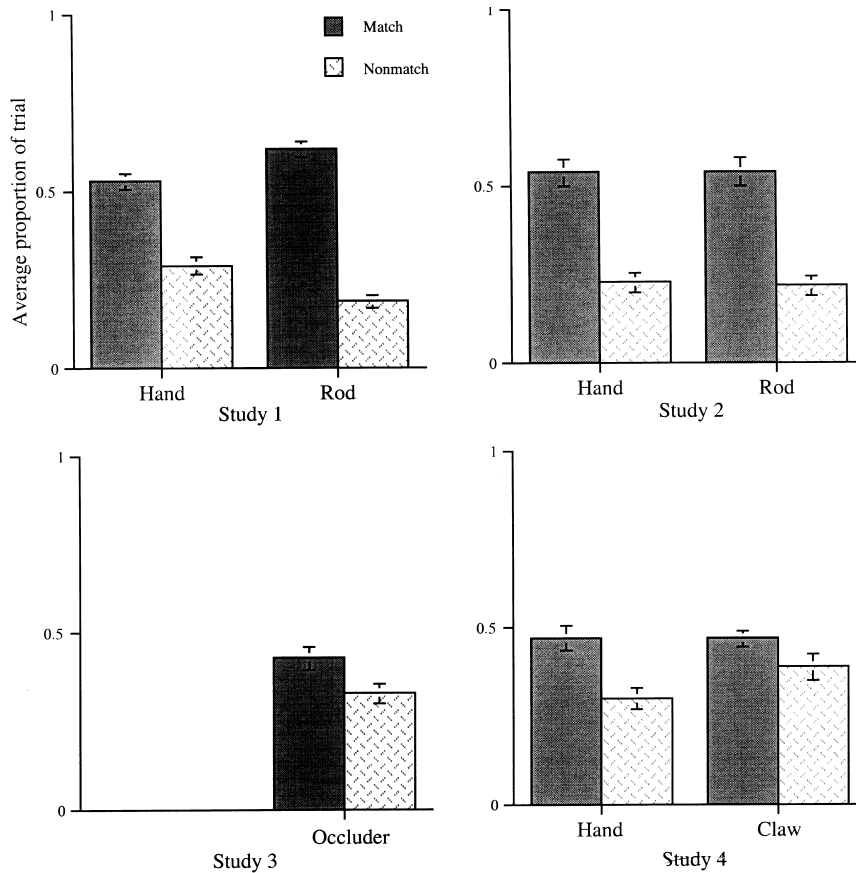 1
Match
Nonmatch
Average proportion of trial
0.5
0
Hand
Rod
Study 1
1
0.5
0
Hand
Rod
Study 2
1
0.5
0
Occluder
Study 3
1
0.5
0
Hand
Claw
Study 4